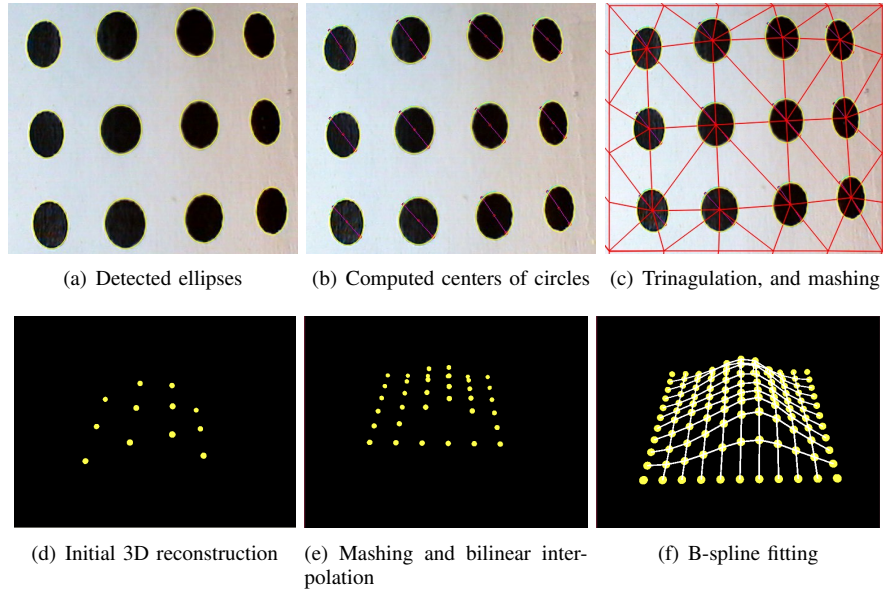 (a) Detected ellipses
(b) Computed centers of circles
(c) Trinagulation, and mashing
(d) Initial 3D reconstruction
(e) Mashing and bilinear inter-
polation
(f) B-spline fitting